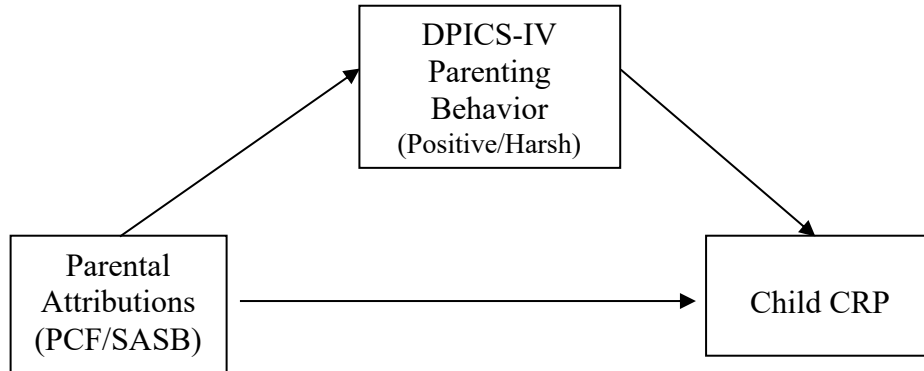 DPICS-IV
Parenting
Behavior
(Positive/Harsh)
Parental
Attributions
(PCF/SASB)
Child CRP